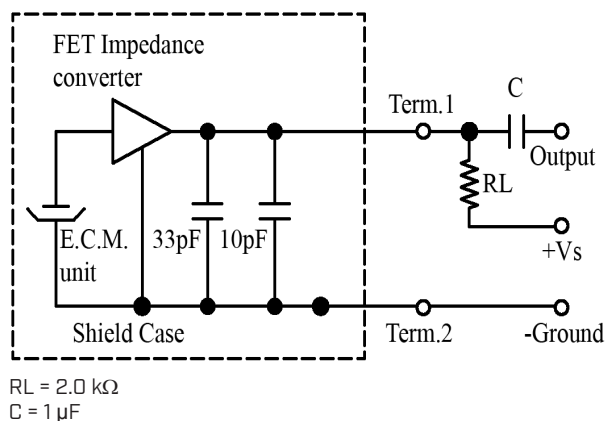 FET Impedance
converter
Term.1
C
Output
RL
E.C.M.
unit
33pF
10pF
+Vs
Shield Case
Term.2
-Ground
RL = 2.0 kΩ
C = 1 µF